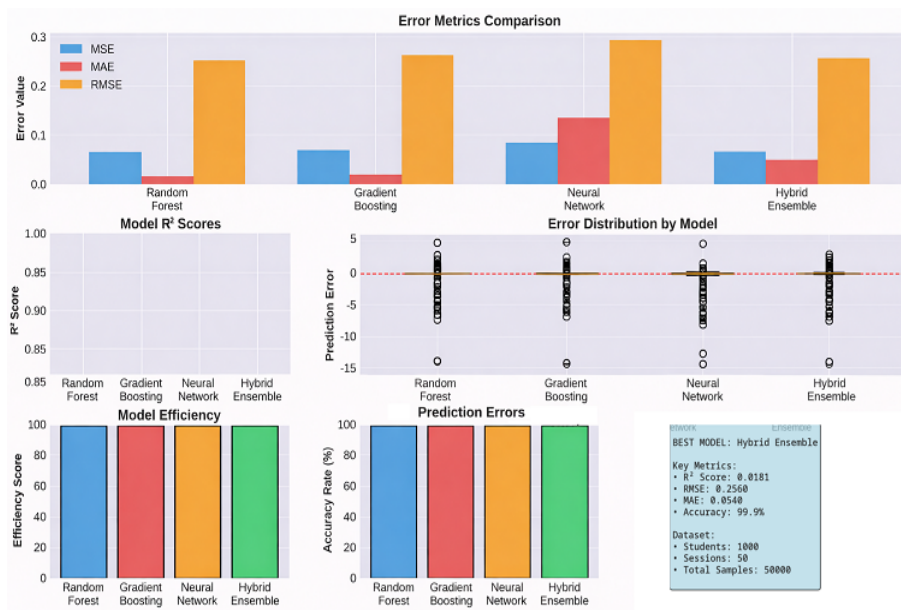 Error Metrics Comparison
Error Value
0.3
0.2
0.1
0.0
MSE
MAE
RMSE
Random
Forest
Gradient
Boosting
Neural
Network
Hybrid
Ensemble
Model R² Scores
R² Score
1.00
0.95
0.90
0.85
0.85
Random
Forest
Gradient
Boosting
Neural
Network
Hybrid
Ensemble
Error Distribution by Model
Prediction Error
5
0
-5
-10
-15
Random
Forest
Gradient
Boosting
Neural
Network
Hybrid
Ensemble
Model Efficiency
Efficiency Score
100
80
60
40
20
0
Random
Forest
Gradient
Boosting
Neural
Network
Hybrid
Ensemble
Prediction Errors
Accuracy Rate (%)
100
80
60
40
20
0
Random
Forest
Gradient
Boosting
Neural
Network
Hybrid
Ensemble
etwork Ensemble
BEST MODEL: Hybrid Ensemble
Key Metrics:
• R² Score: 0.0181
• RMSE: 0.2560
• MAE: 0.0540
• Accuracy: 99.9%
Dataset:
• Students: 1000
• Sessions: 50
• Total Samples: 50000